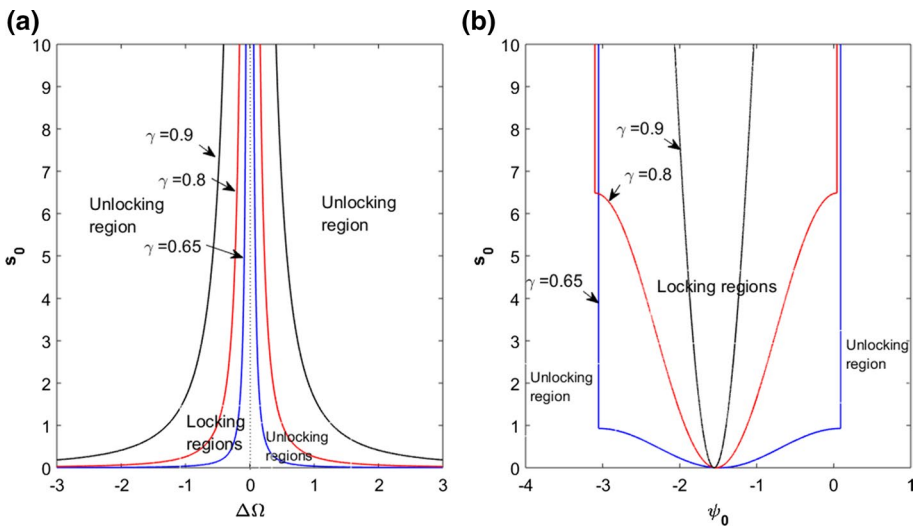 (a)
10
9
8
7
6
5
4
3
2
1
0
s0
γ =0.9
γ =0.8
γ =0.65
Unlocking
region
Unlocking
region
Locking
regions
Unlocking
regions
-3
-2
-1
0
1
2
3
ΔΩ
(b)
10
9
8
7
6
5
4
3
2
1
0
s0
γ =0.9
γ =0.8
γ =0.65
Locking regions
Unlocking
region
Unlocking
region
-4
-3
-2
-1
0
1
ψ0